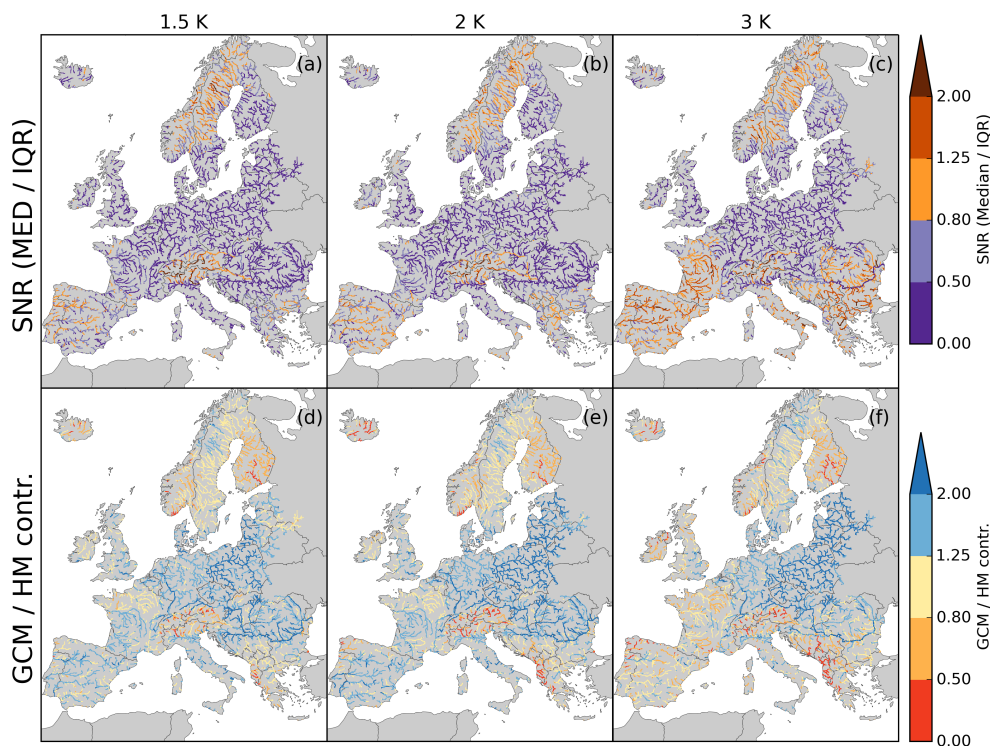 1.5 K
2 K
3 K
SNR (MED / IQR)
(a)
(b)
(c)
2.00
1.25
0.80
0.50
0.00
SNR (Median / IQR)
GCM / HM contr.
(d)
(e)
(f)
2.00
1.25
0.80
0.50
0.00
GCM / HM contr.